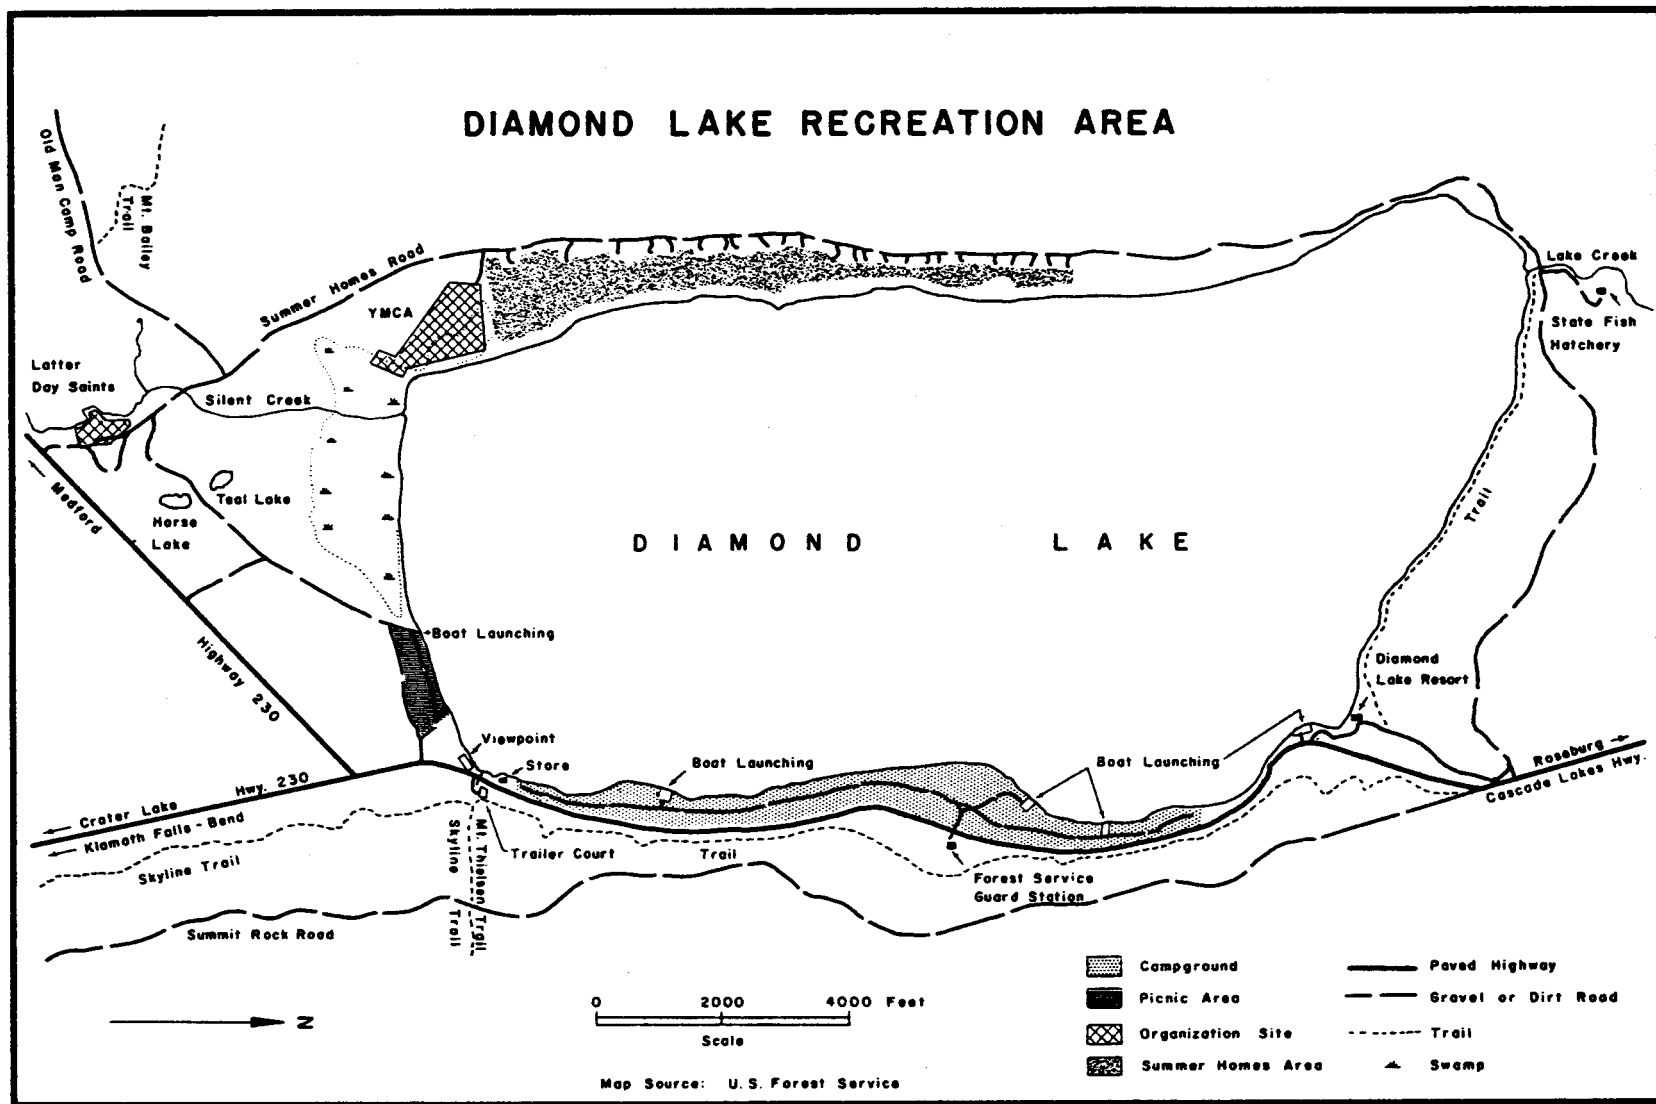 DIAMOND LAKE RECREATION AREA
Old Man Camp Road
Mt. Bailey
Trail
Summer Homes Road
YMCA
Lake Creek
State Fish
Hatchery
Latter
Day Saints
Silent Creek
Medford
Teal Lake
Horse
Lake
DIAMOND LAKE
Trail
Boat Launching
Highway 230
Diamond
Lake Resort
Viewpoint
Store
Boat Launching
Boat Launching
Roseburg
Cascade Lakes Hwy.
Crater Lake Hwy. 230
Klamath Falls - Bend
Skyline Trail
Skyline Trail
Mt. Thielsen Trail
Trailer Court
Trail
Forest Service
Guard Station
Summit Rock Road
N
0 2000 4000 Feet
Scale
Map Source: U.S. Forest Service
Campground
Picnic Area
Organization Site
Summer Homes Area
Paved Highway
Gravel or Dirt Road
Trail
Swamp